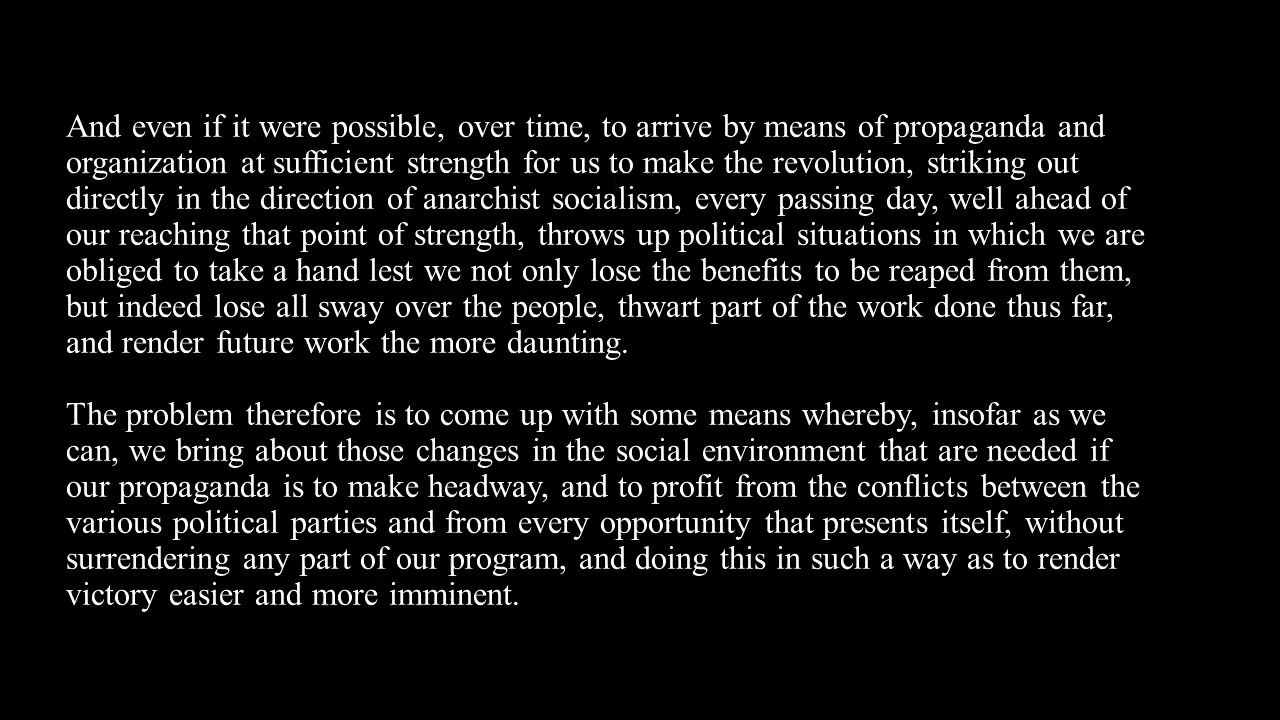 And even if it were possible, over time, to arrive by means of propaganda and
organization at sufficient strength for us to make the revolution, striking out
directly in the direction of anarchist socialism, every passing day, well ahead of
our reaching that point of strength, throws up political situations in which we are
obliged to take a hand lest we not only lose the benefits to be reaped from them,
but indeed lose all sway over the people, thwart part of the work done thus far,
and render future work the more daunting.
The problem therefore is to come up with some means whereby, insofar as we
can, we bring about those changes in the social environment that are needed if
our propaganda is to make headway, and to profit from the conflicts between the
various political parties and from every opportunity that presents itself, without
surrendering any part of our program, and doing this in such a way as to render
victory easier and more imminent.